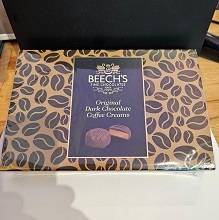 BEECH'S
FINE CHOCOLATES
Original
Dark Chocolate
Coffee Creams